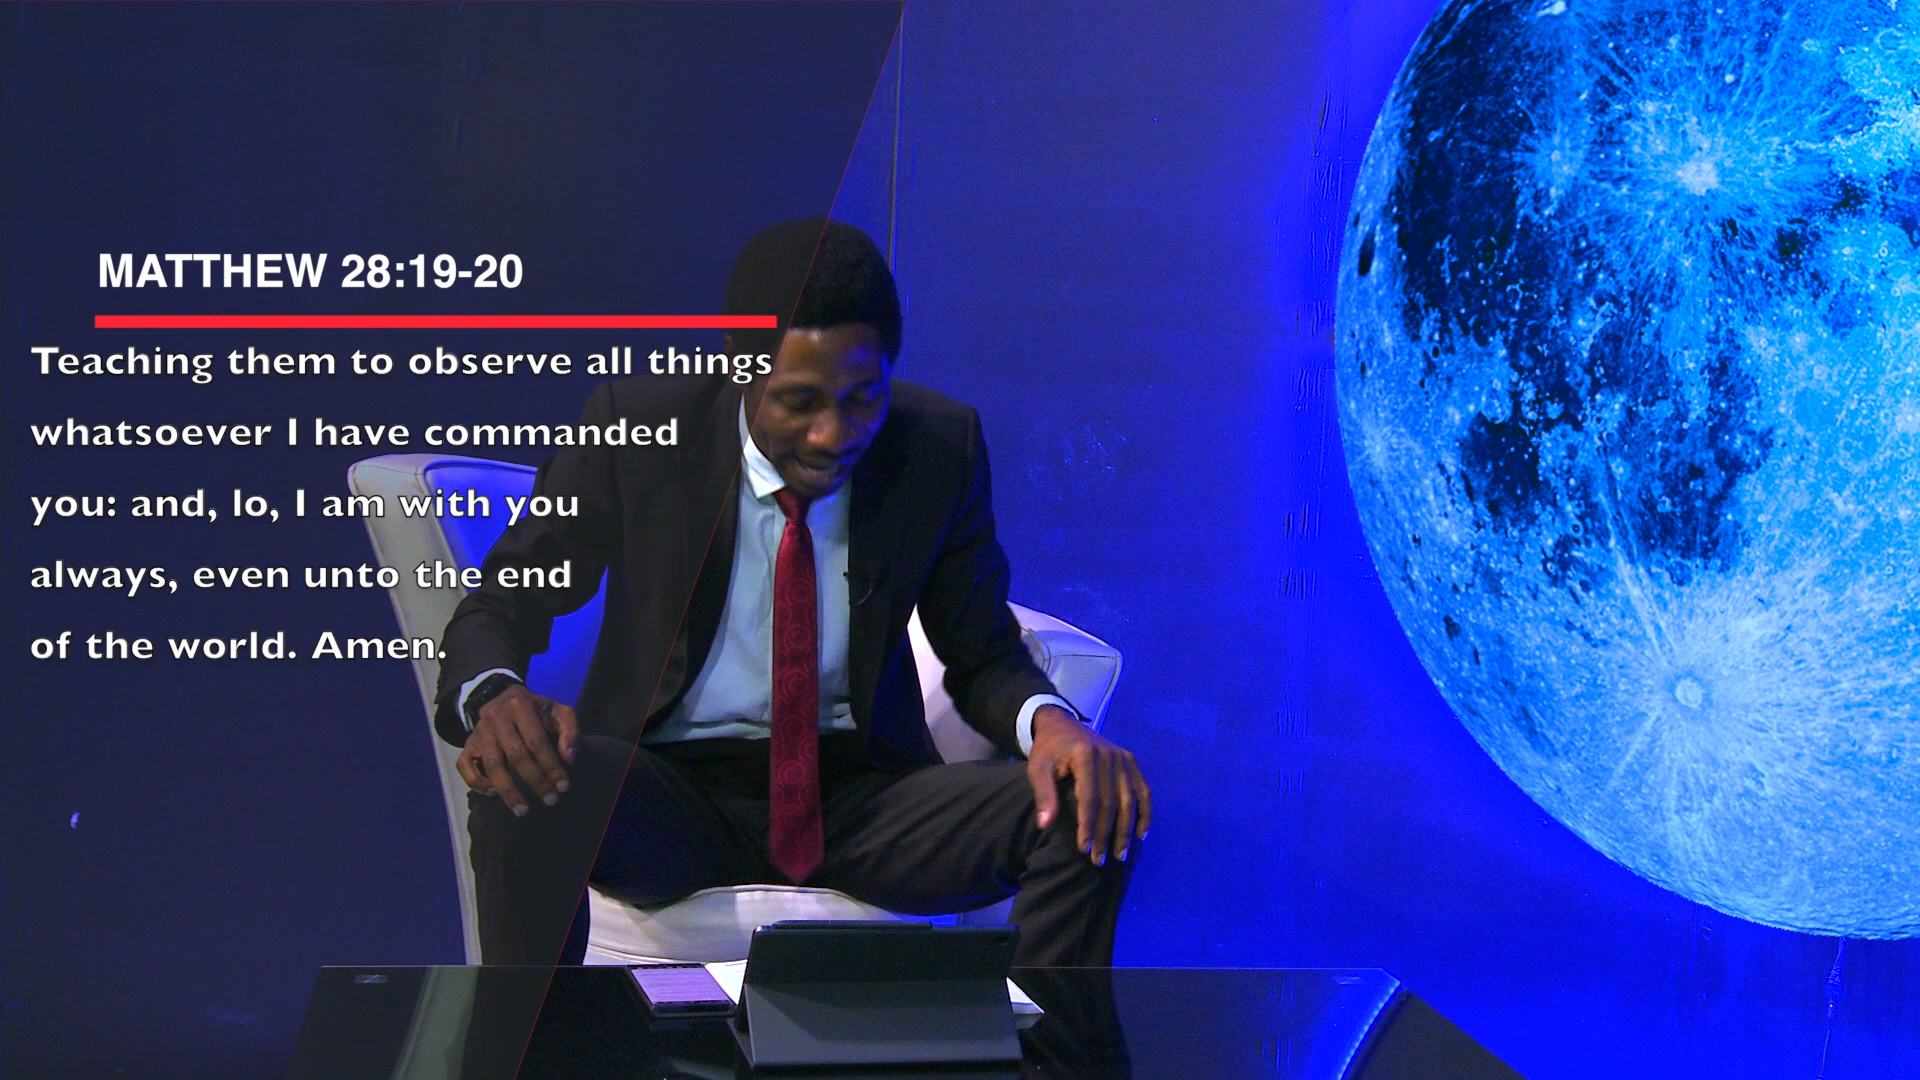 MATTHEW 28:19-20
Teaching them to observe all things
whatsoever I have commanded
you: and, lo, I am with you
always, even unto the end
of the world. Amen.